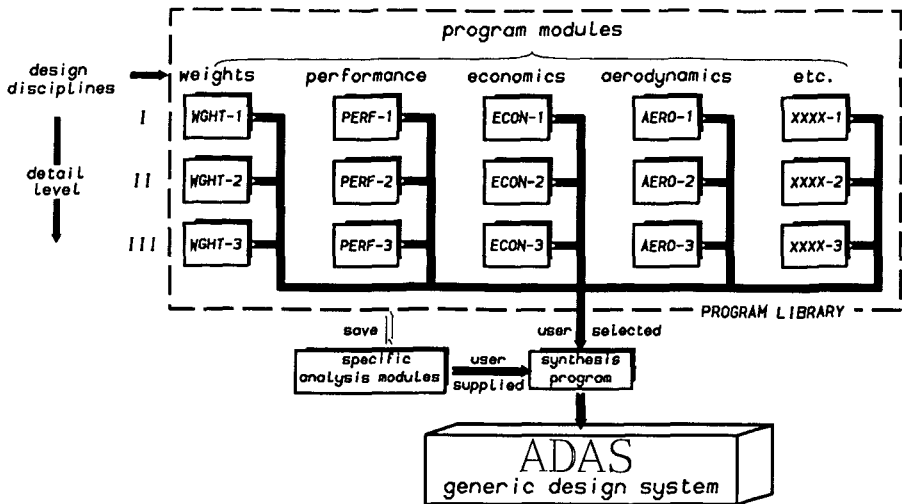 program modules
design disciplines
weights performance economics aerodynamics etc.
I WGHT-1 PERF-1 ECON-1 AERO-1 XXXX-1
detail level
II WGHT-2 PERF-2 ECON-2 AERO-2 XXXX-2
III WGHT-3 PERF-3 ECON-3 AERO-3 XXXX-3
PROGRAM LIBRARY
save
user selected
specific analysis modules
user supplied
synthesis program
ADAS
generic design system